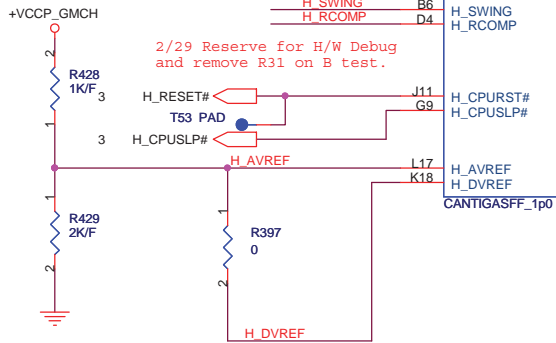 +VCCP_GMCH
H_SWING
B6
H_SWING
H_RCOMP
D4
H_RCOMP
2/29 Reserve for H/W Debug
and remove R31 on B test.
2
R428
1K/F
1
3
H_RESET#
J11
H_CPURST#
T53 PAD
G9
H_CPUSLP#
3
H_CPUSLP#
H_AVREF
L17
H_AVREF
K18
H_DVREF
CANTIGASFF_1p0
1
R429
2K/F
2
1
R397
0
2
H_DVREF